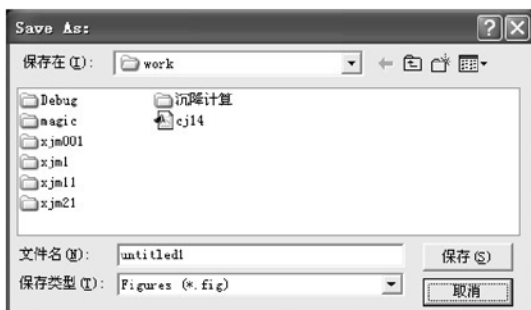 Save As:
保存在(I): work
Debug
magic
xjm001
xjm1
xjm11
xjm21
沉降计算
cj14
文件名(N): untitled1 保存(S)
保存类型(T): Figures (*.fig) 取消